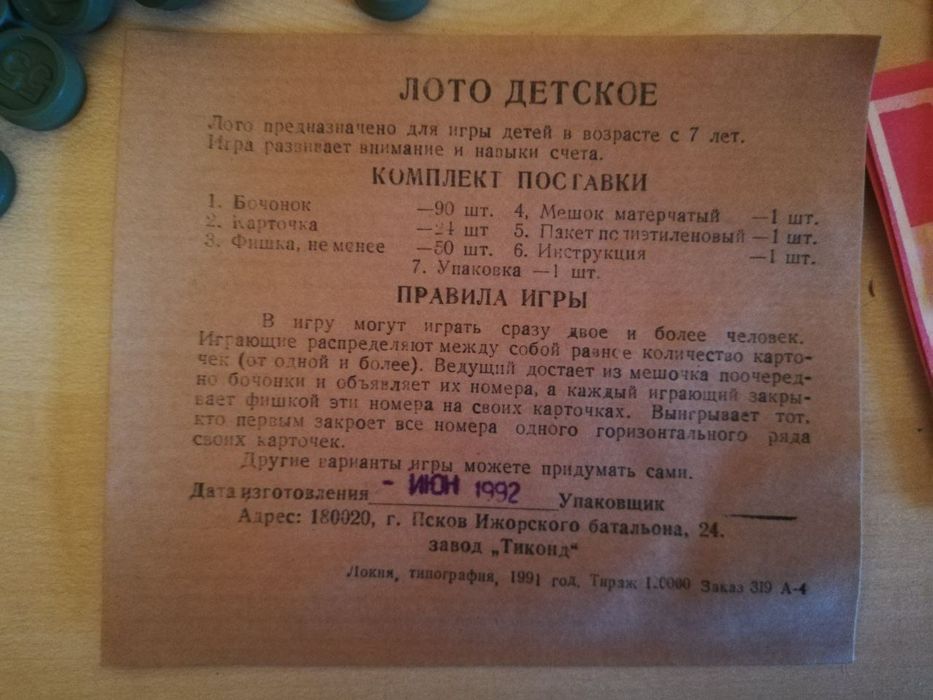 ЛОТО ДЕТСКОЕ
Лото предназначено для игры детей в возрасте с 7 лет.
Игра развивает внимание и навыки счета.
КОМПЛЕКТ ПОСТАВКИ
1. Бочонок —90 шт. 4, Мешок матерчатый —1 шт.
2. Карточка —24 шт 5. Пакет полиэтиленовый —1 шт.
3. Фишка, не менее —50 шт. 6. Инструкция —1 шт.
7. Упаковка —1 шт.
ПРАВИЛА ИГРЫ
В игру могут играть сразу двое и более человек.
Играющие распределяют между собой равнсе количество карто-
чек (от одной и более). Ведущий достает из мешочка поочеред-
но бочонки и объявляет их номера, а каждый играющий закры-
вает фишкой эти номера на своих карточках. Выигрывает тот,
кто первым закроет все номера одного горизонтального ряда
своих карточек.
Другие варианты игры можете придумать сами.
Дата изготовления - ИЮН 1992 Упаковщик
Адрес: 180020, г. Псков Ижорского батальона, 24.
завод „Тиконд“
Локня, типография, 1991 год. Тираж 1.0000 Заказ 319 А-4
55